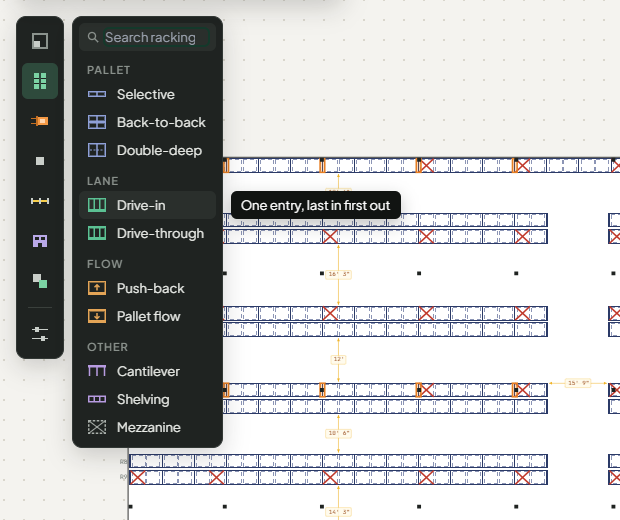 Search racking
PALLET
Selective
Back-to-back
Double-deep
LANE
Drive-in
One entry, last in first out
Drive-through
FLOW
Push-back
Pallet flow
OTHER
Cantilever
Shelving
Mezzanine
16' 3"
12'
15' 9"
10' 6"
14' 3"